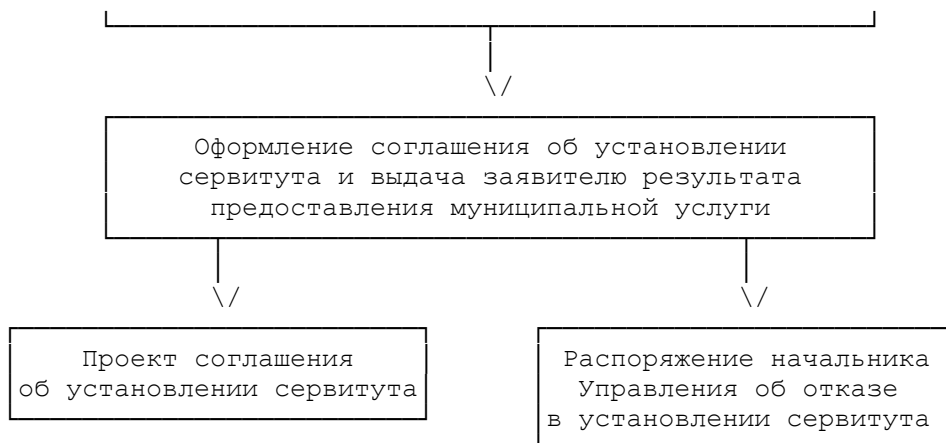 Оформление соглашения об установлении
сервитута и выдача заявителю результата
предоставления муниципальной услуги
Проект соглашения
об установлении сервитута
Распоряжение начальника
Управления об отказе
в установлении сервитута